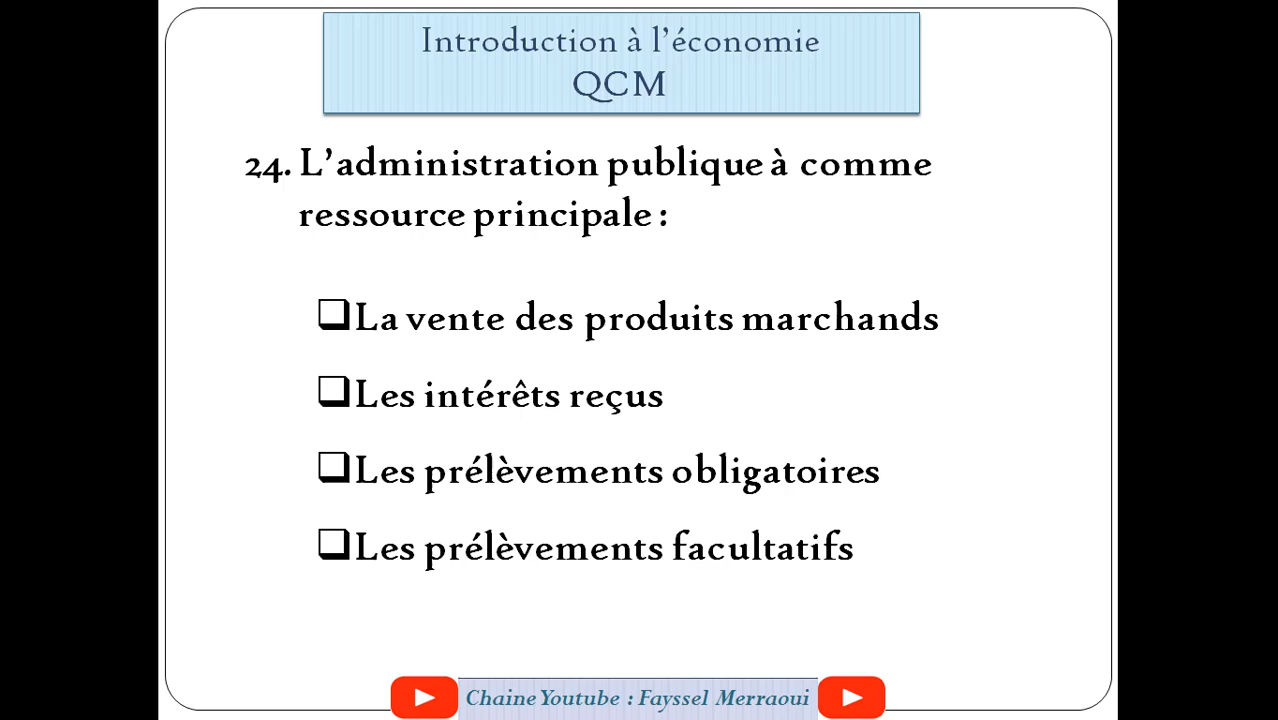 Introduction à l'économie
QCM
24. L'administration publique à comme
ressource principale :
❑La vente des produits marchands
❑Les intérêts reçus
❑Les prélèvements obligatoires
❑Les prélèvements facultatifs
Chaine Youtube : Fayssel Merraoui